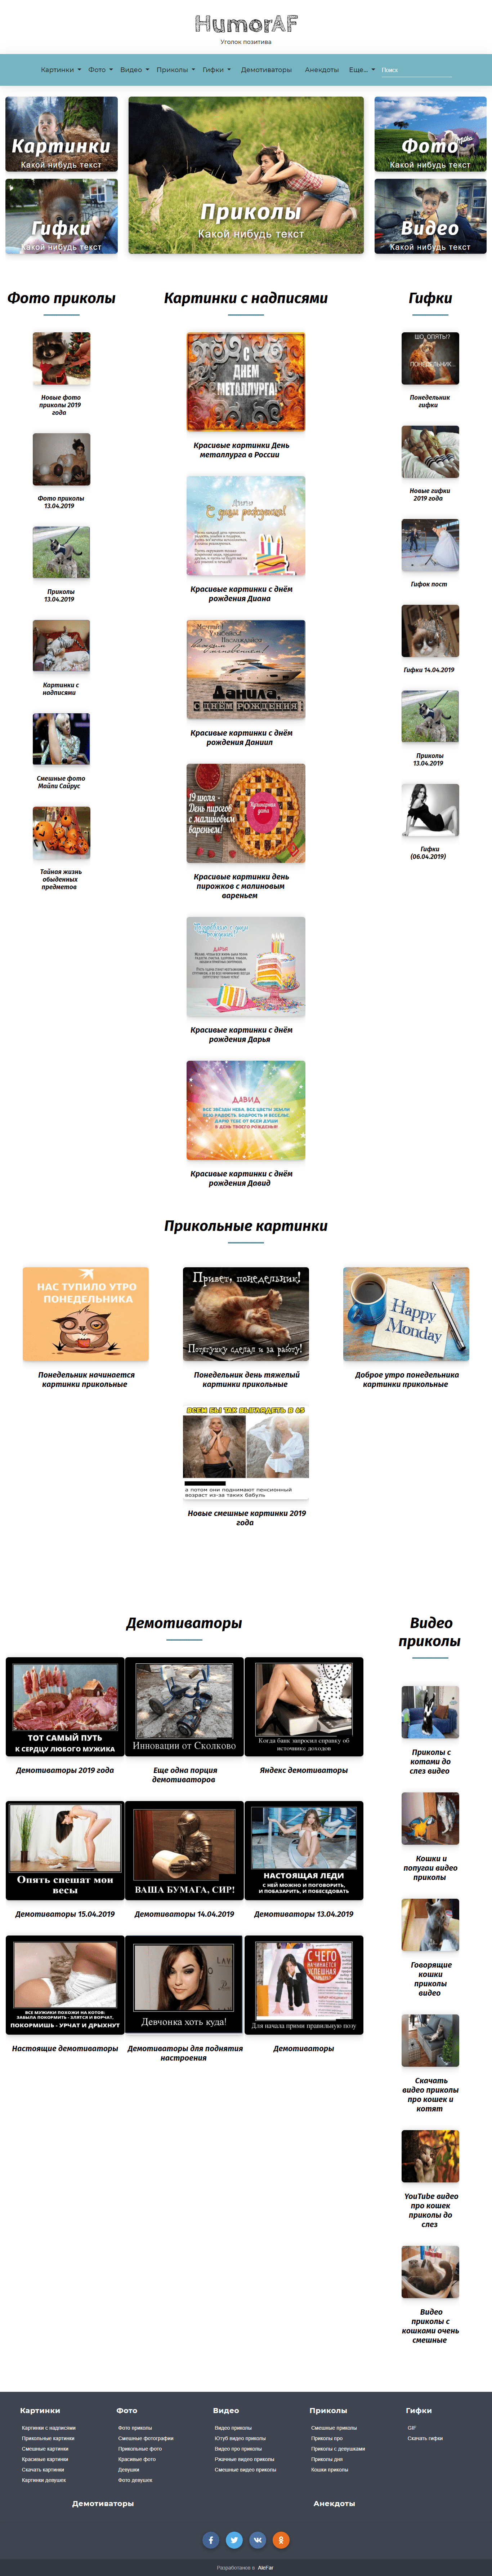 HumorAF
Уголок позитива
Картинки
Фото
Видео
Приколы
Гифки
Демотиваторы
Анекдоты
Еще...
Поиск
Картинки
Какой нибудь текст
Гифки
Какой нибудь текст
Приколы
Какой нибудь текст
Фото
Какой нибудь текст
Видео
Какой нибудь текст
Фото приколы
Новые фото
приколы 2019
года
Фото приколы
13.04.2019
Приколы
13.04.2019
Картинки с
надписями
Смешные фото
Майли Сайрус
Тайная жизнь
обыденных
предметов
Картинки с надписями
С
ДНЕМ
МЕТАЛЛУРГА!
Красивые картинки День
металлурга в России
Диана
С днем рождения!
Красивые картинки с днём
рождения Диана
Данила,
С ДНЁМ РОЖДЕНИЯ
Красивые картинки с днём
рождения Даниил
19 июля -
День пирогов
с малиновым
вареньем!
Красивые картинки день
пирожков с малиновым
вареньем
ДАРЬЯ!
Красивые картинки с днём
рождения Дарья
ДАВИД
ВСЕ ЗВЁЗДЫ НЕБА, ВСЕ ЦВЕТЫ ЗЕМЛИ
В ДЕНЬ ТВОЕГО РОЖДЕНЬЯ!
Красивые картинки с днём
рождения Давид
Гифки
ШО, ОПЯТЬ!?
ПОНЕДЕЛЬНИК...
Понедельник
гифки
Новые гифки
2019 года
Гифок пост
Гифки 14.04.2019
Приколы
13.04.2019
Гифки
(06.04.2019)
Прикольные картинки
НАС ТУПИЛО УТРО
ПОНЕДЕЛЬНИКА
Понедельник начинается
картинки прикольные
Привет, понедельник!
Потягушку сделал и за работу!
Понедельник день тяжелый
картинки прикольные
Happy
Monday
Доброе утро понедельника
картинки прикольные
ВСЕМ БЫ ТАК ВЫГЛЯДЕТЬ В 65
а потом они поднимают пенсионный
возраст из-за таких бабуль
Новые смешные картинки 2019
года
Демотиваторы
ТОТ САМЫЙ ПУТЬ
К СЕРДЦУ ЛЮБОГО МУЖИКА
Демотиваторы 2019 года
Инновации от Сколково
Еще одна порция
демотиваторов
Когда банк запросил справку об
источнике доходов
Яндекс демотиваторы
Опять спешат мои
весы
Демотиваторы 15.04.2019
ВАША БУМАГА, СИР!
Демотиваторы 14.04.2019
НАСТОЯЩАЯ ЛЕДИ
С НЕЙ МОЖНО И ПОГОВОРИТЬ,
И ПОБАЗАРИТЬ, И ПОБЕСЕДОВАТЬ
Демотиваторы 13.04.2019
ВСЕ МУЖИКИ ПОХОЖИ НА КОТОВ:
ЗАБЫЛА ПОКОРМИТЬ - ЗЛЯТСЯ И ВОРЧАТ,
ПОКОРМИШЬ - УРЧАТ И ДРЫХНУТ
Настоящие демотиваторы
Девчонка хоть куда!
Демотиваторы для поднятия
настроения
С ЧЕГО
НАЧИНАЕТСЯ
УСПЕШНАЯ
Для начала прими правильную позу
Демотиваторы
Видео
приколы
Приколы с
котами до
слез видео
Кошки и
попугаи видео
приколы
Говорящие
кошки
приколы
видео
Скачать
видео приколы
про кошек и
котят
YouTube видео
про кошек
приколы до
слез
Видео
приколы с
кошками очень
смешные
Картинки
Картинки с надписями
Прикольные картинки
Смешные картинки
Красивые картинки
Скачать картинки
Картинки девушек
Фото
Фото приколы
Смешные фотографии
Прикольные фото
Красивые фото
Девушки
Фото девушек
Видео
Видео приколы
Ютуб видео приколы
Видео про приколы
Ржачные видео приколы
Смешные видео приколы
Приколы
Смешные приколы
Приколы про
Приколы с девушками
Приколы дня
Кошки приколы
Гифки
GIF
Скачать гифки
Демотиваторы
Анекдоты
Разработанно в AleFar